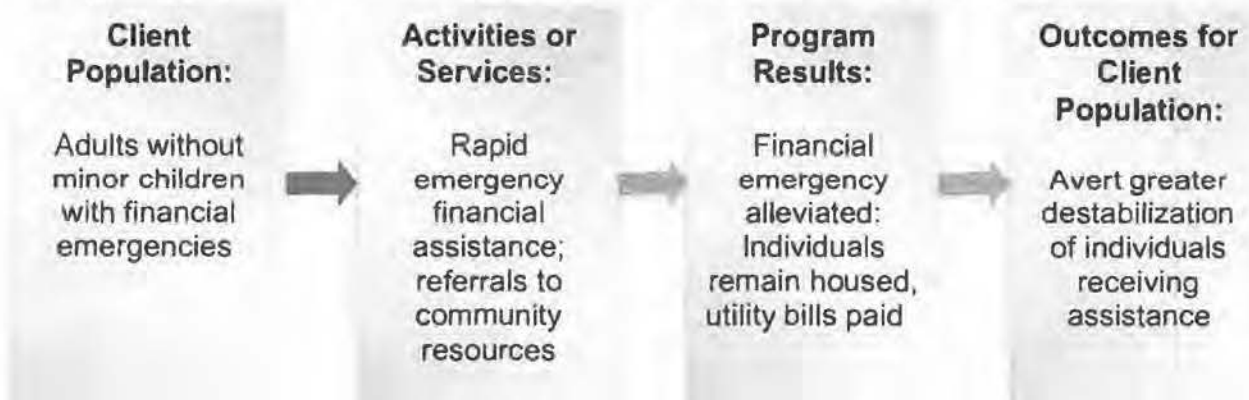 Client
Population:
Adults without
minor children
with financial
emergencies
Activities or
Services:
Rapid
emergency
financial
assistance;
referrals to
community
resources
Program
Results:
Financial
emergency
alleviated:
Individuals
remain housed,
utility bills paid
Outcomes for
Client
Population:
Avert greater
destabilization
of individuals
receiving
assistance